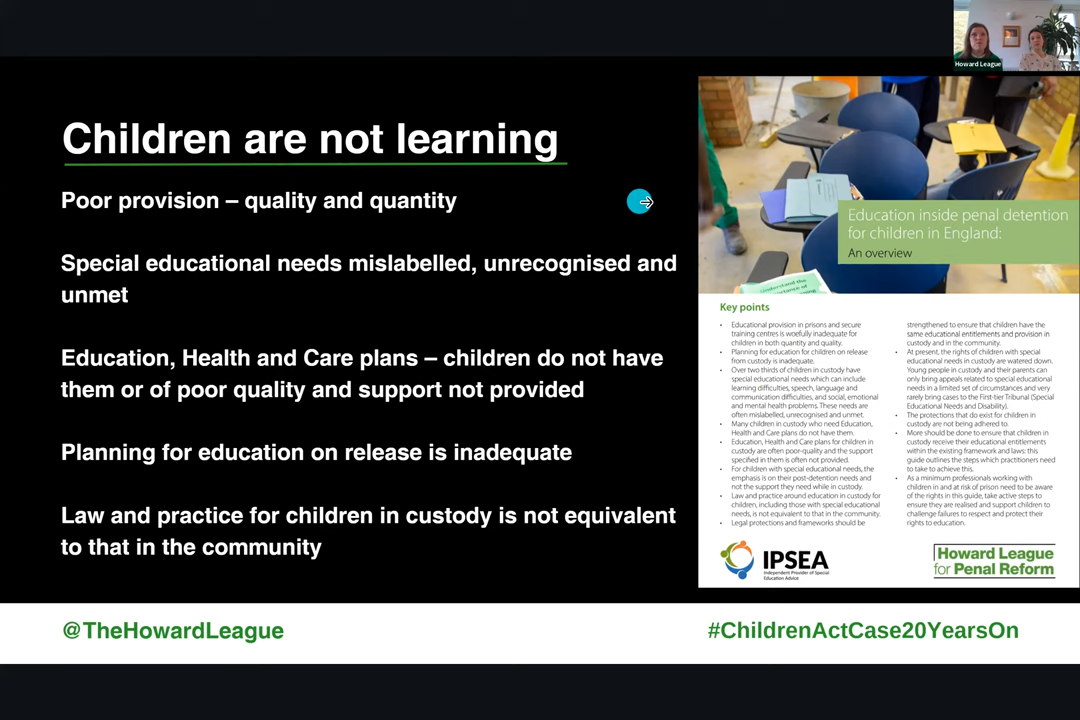 Howard League
Children are not learning
Poor provision – quality and quantity
Special educational needs mislabelled, unrecognised and
unmet
Education, Health and Care plans – children do not have
them or of poor quality and support not provided
Planning for education on release is inadequate
Law and practice for children in custody is not equivalent
to that in the community
Education inside penal detention
for children in England:
An overview
Key points
• Educational provision in prisons and secure
training centres is woefully inadequate for
children in both quantity and quality.
• Planning for education for children on release
from custody is inadequate.
• Over two thirds of children in custody have
special educational needs which can include
learning difficulties, speech, language and
communication difficulties, and social, emotional
and mental health problems. These needs are
often mislabelled, unrecognised and unmet.
• Many children in custody who need Education,
Health and Care plans do not have them.
• Education, Health and Care plans for children in
custody are often poor-quality and the support
specified in them is often not provided.
• For children with special educational needs, the
emphasis is on their post-detention needs and
not the support they need while in custody.
• Law and practice around education in custody for
children, including those with special educational
needs, is not equivalent to that in the community.
• Legal protections and frameworks should be
strengthened to ensure that children have the
same educational entitlements and provision in
custody and in the community.
• At present, the rights of children with special
educational needs in custody are watered down.
Young people in custody and their parents can
only bring appeals related to special educational
needs in a limited set of circumstances and very
rarely bring cases to the First-tier Tribunal (Special
Educational Needs and Disability).
• The protections that do exist for children in
custody are not being adhered to.
• More should be done to ensure that children in
custody receive their educational entitlements
within the existing framework and laws; this
guide outlines the steps which practitioners need
to take to achieve this.
• As a minimum professionals working with
children in and at risk of prison need to be aware
of the rights in this guide, take active steps to
ensure they are realised and support children to
challenge failures to respect and protect their
rights to education.
IPSEA
Independent Provider of Special
Education Advice
Howard League
for Penal Reform
@TheHowardLeague
#ChildrenActCase20YearsOn